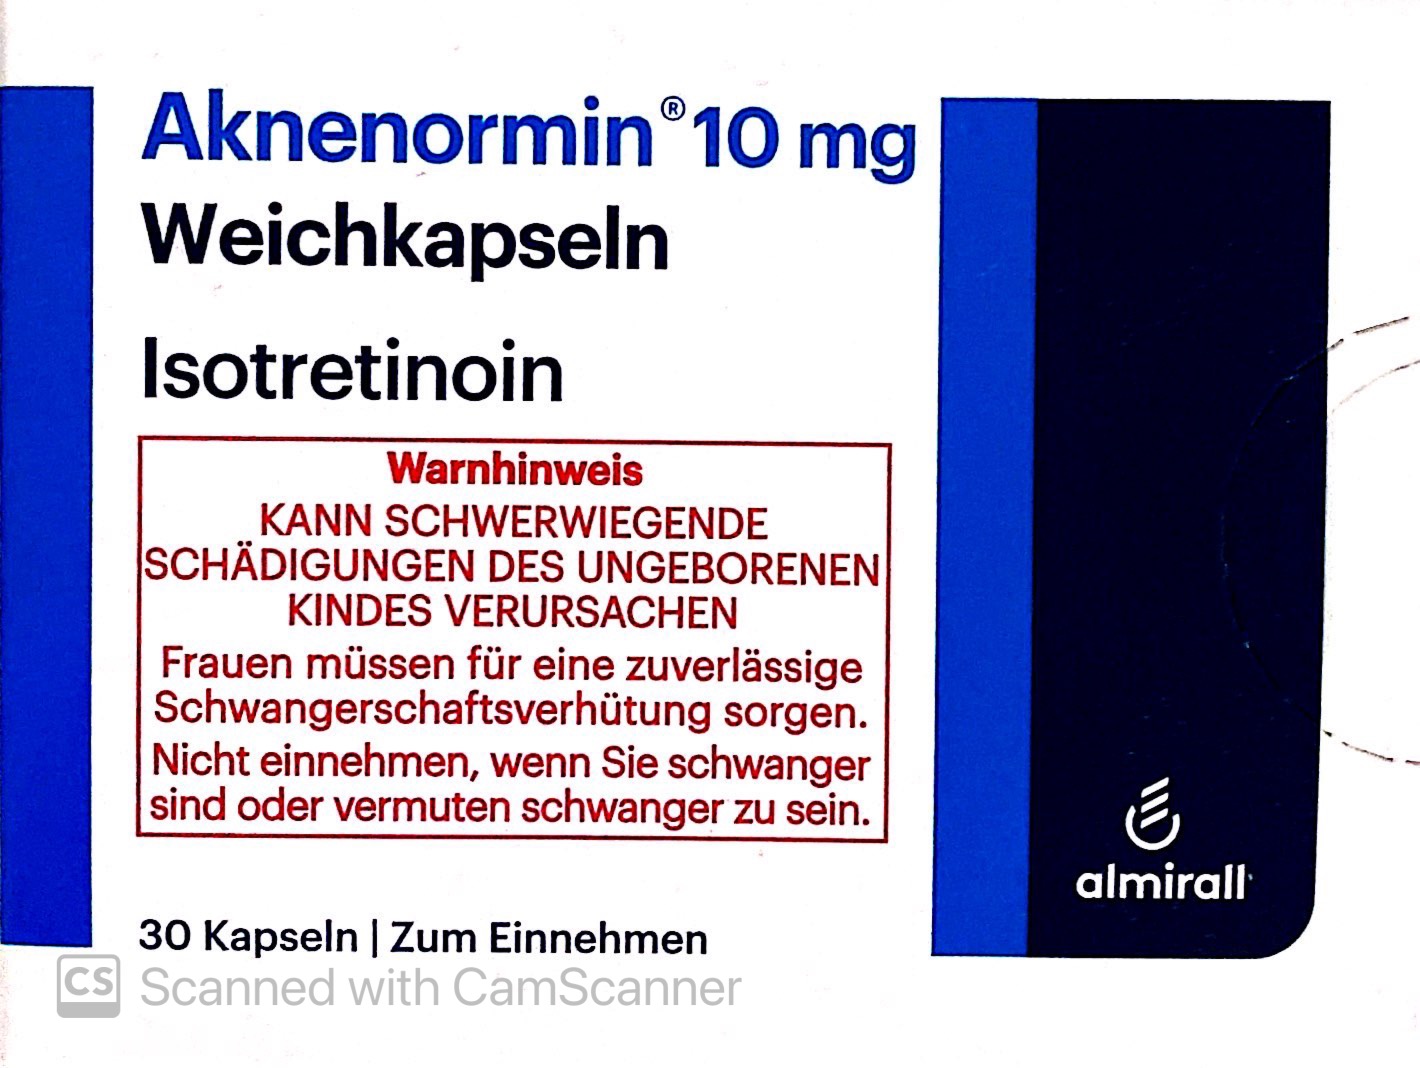 Aknenormin® 10 mg
Weichkapseln
Isotretinoin
Warnhinweis
KANN SCHWERWIEGENDE
SCHÄDIGUNGEN DES UNGEBORENEN
KINDES VERURSACHEN
Frauen müssen für eine zuverlässige
Schwangerschaftsverhütung sorgen.
Nicht einnehmen, wenn Sie schwanger
sind oder vermuten schwanger zu sein.
30 Kapseln | Zum Einnehmen
almirall
CS Scanned with CamScanner